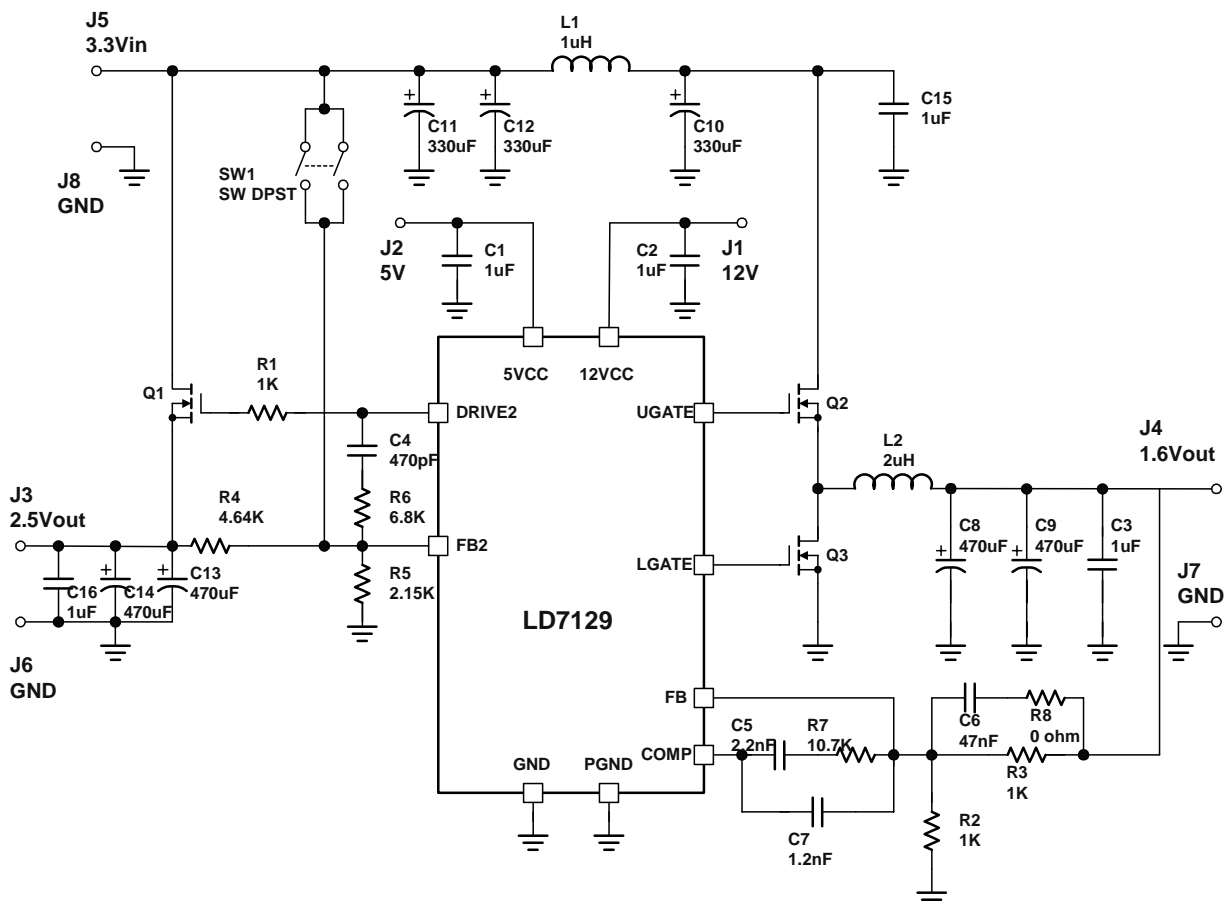 J5
3.3Vin
L1
1uH
C11
330uF
C12
330uF
C10
330uF
C15
1uF
J8
GND
SW1
SW DPST
J2
5V
C1
1uF
C2
1uF
J1
12V
5VCC
12VCC
Q1
R1
1K
DRIVE2
UGATE
Q2
C4
470pF
L2
2uH
J4
1.6Vout
J3
2.5Vout
R4
4.64K
R6
6.8K
FB2
LGATE
Q3
C8
470uF
C9
470uF
C3
1uF
C16
1uF
C14
470uF
C13
470uF
R5
2.15K
J7
GND
LD7129
J6
GND
FB
COMP
C5
2.2nF
R7
10.7K
C6
47nF
R8
0 ohm
R3
1K
GND
PGND
C7
1.2nF
R2
1K